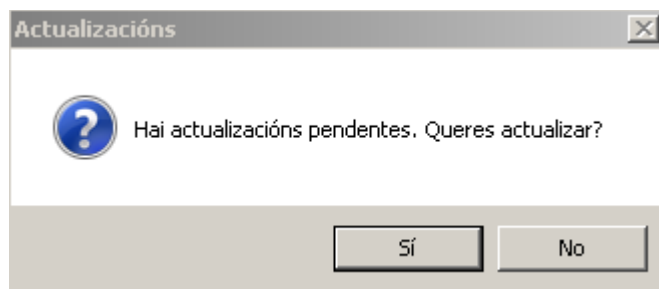 Actualizacións
Hai actualizacións pendentes. Queres actualizar?
Sí
No